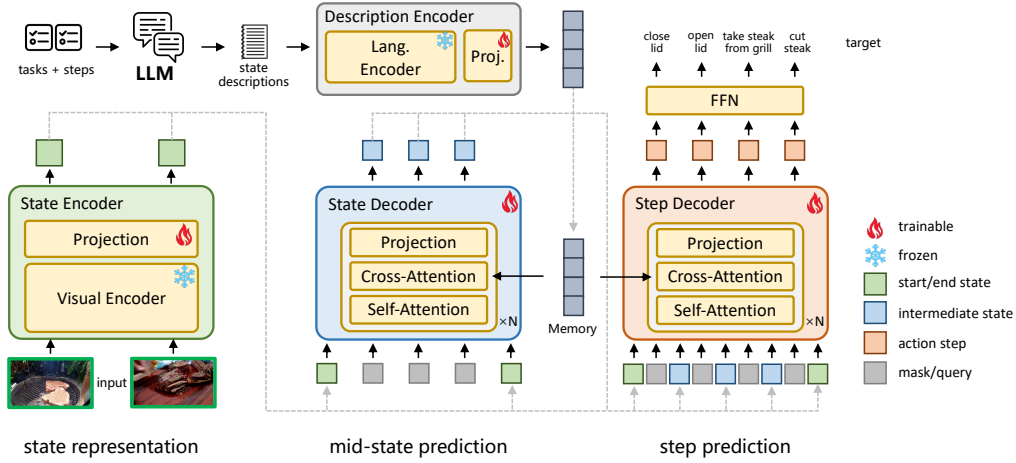 tasks + steps
LLM
state
descriptions
Description Encoder
Lang.
Encoder
Proj.
close
lid
open
lid
take steak
from grill
cut
steak
target
FFN
State Encoder
Projection
Visual Encoder
input
State Decoder
Projection
Cross-Attention
Self-Attention
×N
Memory
Step Decoder
Projection
Cross-Attention
Self-Attention
×N
trainable
frozen
start/end state
intermediate state
action step
mask/query
state representation
mid-state prediction
step prediction